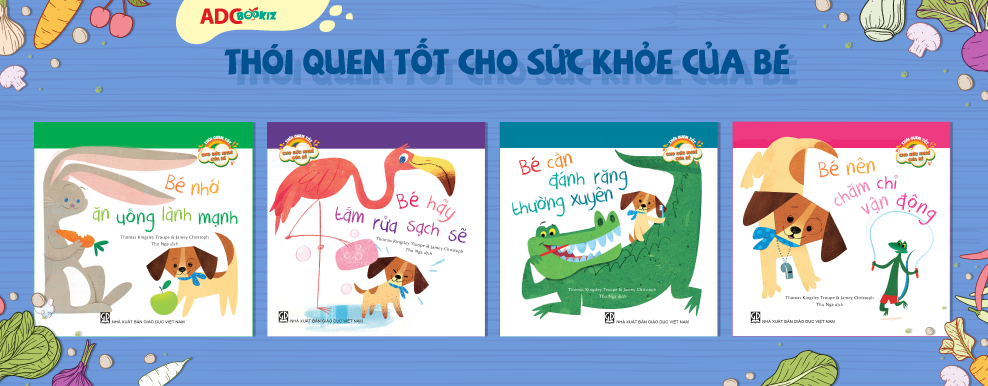 ADC BOOKIZ
THÓI QUEN TỐT CHO SỨC KHỎE CỦA BÉ
THÓI QUEN TỐT
CHO SỨC KHỎE
CỦA BÉ
Bé nhớ
ăn uống lành mạnh
Thomas Kingsley Troupe & Jamey Christoph
Thu Ngà dịch
NHÀ XUẤT BẢN GIÁO DỤC VIỆT NAM
THÓI QUEN TỐT
CHO SỨC KHỎE
CỦA BÉ
Bé hãy
tắm rửa sạch sẽ
Thomas Kingsley Troupe & Jamey Christoph
Thu Ngà dịch
NHÀ XUẤT BẢN GIÁO DỤC VIỆT NAM
THÓI QUEN TỐT
CHO SỨC KHỎE
CỦA BÉ
Bé cần
đánh răng
thường xuyên
Thomas Kingsley Troupe & Jamey Christoph
Thu Ngà dịch
NHÀ XUẤT BẢN GIÁO DỤC VIỆT NAM
THÓI QUEN TỐT
CHO SỨC KHỎE
CỦA BÉ
Bé nên
chăm chỉ
vận động
Thomas Kingsley Troupe & Jamey Christoph
Thu Ngà dịch
NHÀ XUẤT BẢN GIÁO DỤC VIỆT NAM